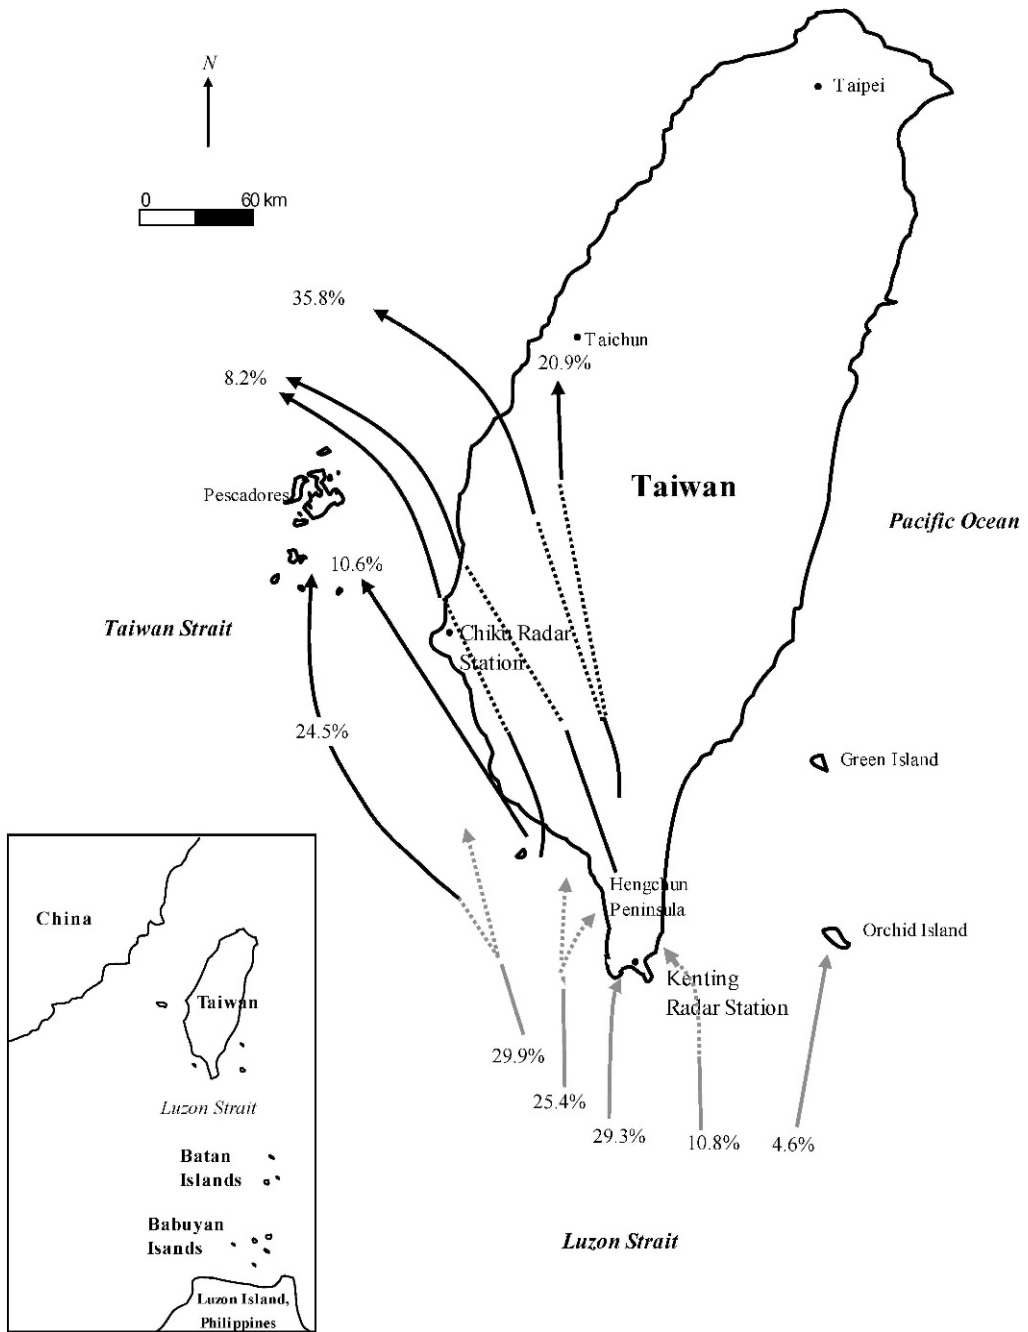 Taipei
N
0 60 km
35.8%
Taichun
20.9%
8.2%
Taiwan
Pescadores
Pacific Ocean
10.6%
Taiwan Strait
Chiku Radar
Station
24.5%
Green Island
Hengchun
Peninsula
Orchid Island
Kenting
Radar Station
29.9%
25.4%
29.3%
10.8%
4.6%
Luzon Strait
China
Taiwan
Luzon Strait
Batan
Islands
Babuyan
Isands
Luzon Island,
Philippines